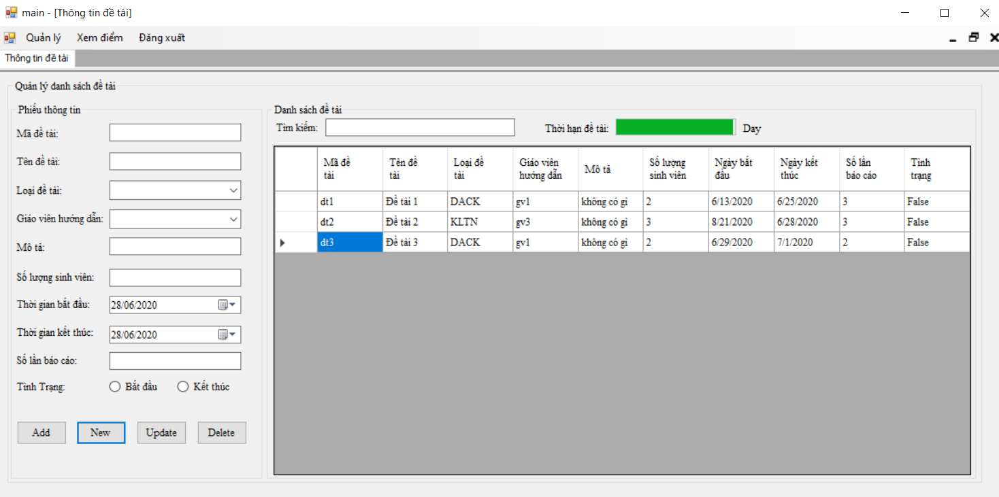 main - [Thông tin đề tài]
Quản lý Xem điểm Đăng xuất
Thông tin đề tài
Quản lý danh sách đề tài
Phiếu thông tin
Mã đề tài:
Tên đề tài:
Loại đề tài:
Giáo viên hướng dẫn:
Mô tả:
Số lượng sinh viên:
Thời gian bắt đầu: 28/06/2020
Thời gian kết thúc: 28/06/2020
Số lần báo cáo:
Tình Trạng: Bắt đầu Kết thúc
Add New Update Delete
Danh sách đề tài
Tìm kiếm: Thời hạn đề tài: Day
Mã đề tài Tên đề tài Loại đề tài Giáo viên hướng dẫn Mô tả Số lượng sinh viên Ngày bắt đầu Ngày kết thúc Số lần báo cáo Tình trạng
dt1 Đề tài 1 DACK gv1 không có gì 2 6/13/2020 6/25/2020 3 False
dt2 Đề tài 2 KLTN gv3 không có gì 3 8/21/2020 6/28/2020 3 False
dt3 Đề tài 3 DACK gv1 không có gì 2 6/29/2020 7/1/2020 2 False